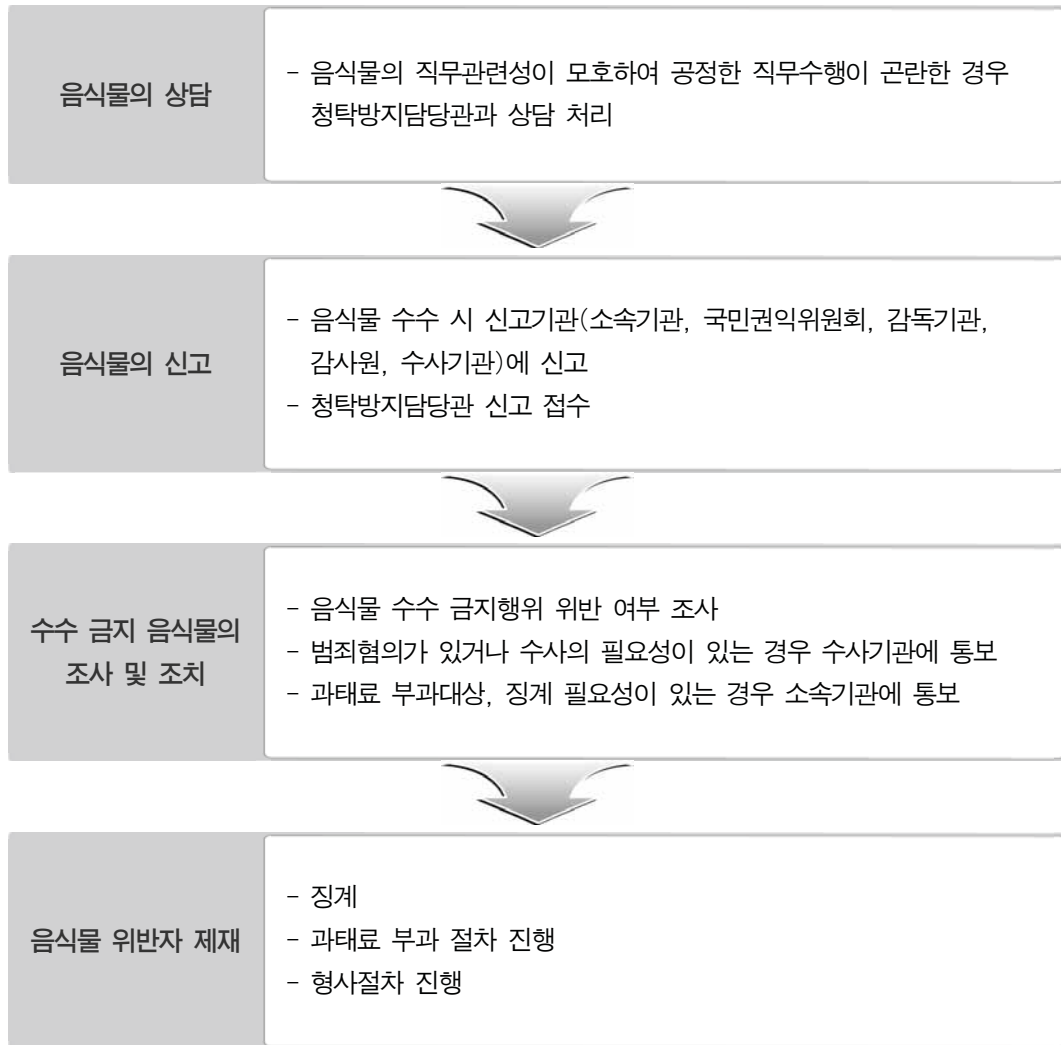 음식물의 상담
- 음식물의 직무관련성이 모호하여 공정한 직무수행이 곤란한 경우
청탁방지담당관과 상담 처리
음식물의 신고
- 음식물 수수 시 신고기관(소속기관, 국민권익위원회, 감독기관,
감사원, 수사기관)에 신고
- 청탁방지담당관 신고 접수
수수 금지 음식물의
조사 및 조치
- 음식물 수수 금지행위 위반 여부 조사
- 범죄혐의가 있거나 수사의 필요성이 있는 경우 수사기관에 통보
- 과태료 부과대상, 징계 필요성이 있는 경우 소속기관에 통보
음식물 위반자 제재
- 징계
- 과태료 부과 절차 진행
- 형사절차 진행